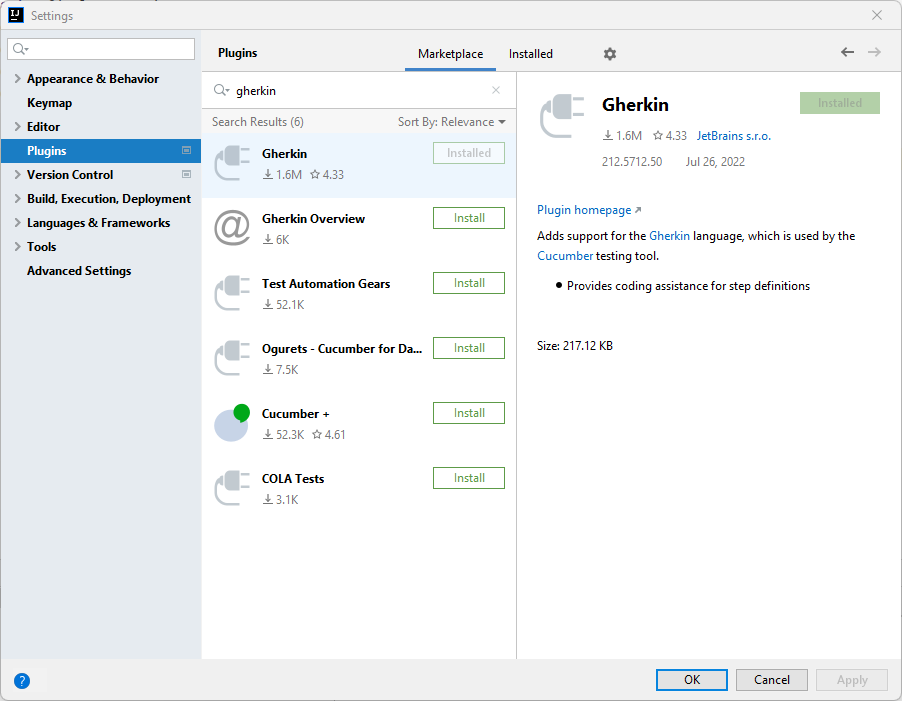 IJ
Settings
Appearance & Behavior
Keymap
Editor
Plugins
Version Control
Build, Execution, Deployment
Languages & Frameworks
Tools
Advanced Settings
Plugins
Marketplace
Installed
gherkin
Search Results (6)
Sort By: Relevance
Gherkin
Installed
1.6M 4.33
Gherkin Overview
Install
6K
Test Automation Gears
Install
52.1K
Ogurets - Cucumber for Da...
Install
7.5K
Cucumber +
Install
52.3K 4.61
COLA Tests
Install
3.1K
Gherkin
Installed
1.6M 4.33 JetBrains s.r.o.
212.5712.50 Jul 26, 2022
Plugin homepage
Adds support for the Gherkin language, which is used by the
Cucumber testing tool.
• Provides coding assistance for step definitions
Size: 217.12 KB
?
OK
Cancel
Apply